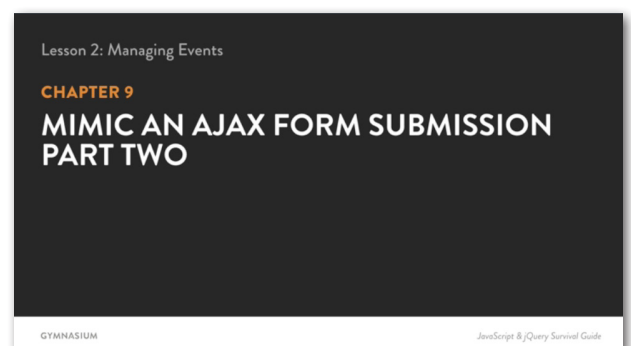 Lesson 2: Managing Events
CHAPTER 9
MIMIC AN AJAX FORM SUBMISSION
PART TWO
GYMNASIUM
JavaScript & jQuery Survival Guide